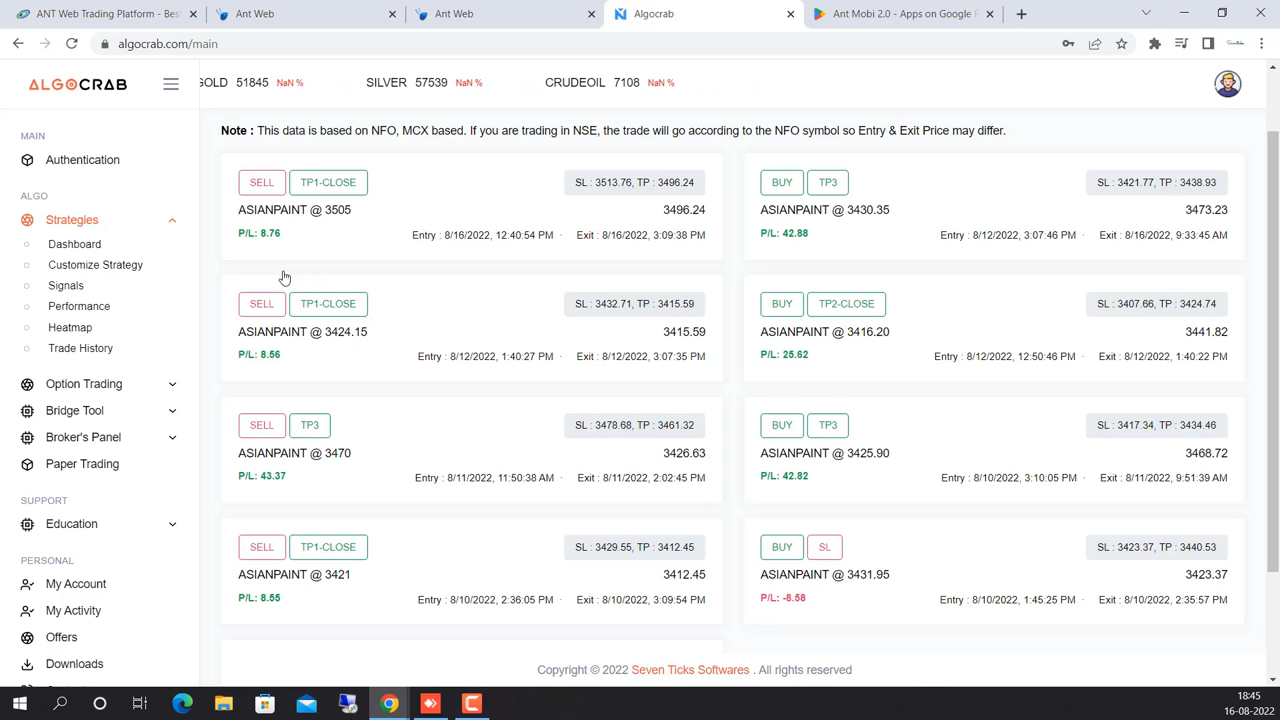 ANT Web Trading Platform - Bes
Ant Web
Ant Web
Algocrab
Ant Mobi 2.0 - Apps on Google P
algocrab.com/main
ALGOCRAB
GOLD 51845 NaN %
SILVER 57539 NaN %
CRUDEOIL 7108 NaN %
Note : This data is based on NFO, MCX based. If you are trading in NSE, the trade will go according to the NFO symbol so Entry & Exit Price may differ.
MAIN
Authentication
ALGO
Strategies
Dashboard
Customize Strategy
Signals
Performance
Heatmap
Trade History
Option Trading
Bridge Tool
Broker's Panel
Paper Trading
SUPPORT
Education
PERSONAL
My Account
My Activity
Offers
Downloads
SELL TP1-CLOSE SL : 3513.76, TP : 3496.24
ASIANPAINT @ 3505 3496.24
P/L: 8.76 Entry : 8/16/2022, 12:40:54 PM · Exit : 8/16/2022, 3:09:38 PM
BUY TP3 SL : 3421.77, TP : 3438.93
ASIANPAINT @ 3430.35 3473.23
P/L: 42.88 Entry : 8/12/2022, 3:07:46 PM · Exit : 8/16/2022, 9:33:45 AM
SELL TP1-CLOSE SL : 3432.71, TP : 3415.59
ASIANPAINT @ 3424.15 3415.59
P/L: 8.56 Entry : 8/12/2022, 1:40:27 PM · Exit : 8/12/2022, 3:07:35 PM
BUY TP2-CLOSE SL : 3407.66, TP : 3424.74
ASIANPAINT @ 3416.20 3441.82
P/L: 25.62 Entry : 8/12/2022, 12:50:46 PM · Exit : 8/12/2022, 1:40:22 PM
SELL TP3 SL : 3478.68, TP : 3461.32
ASIANPAINT @ 3470 3426.63
P/L: 43.37 Entry : 8/11/2022, 11:50:38 AM · Exit : 8/11/2022, 2:02:45 PM
BUY TP3 SL : 3417.34, TP : 3434.46
ASIANPAINT @ 3425.90 3468.72
P/L: 42.82 Entry : 8/10/2022, 3:10:05 PM · Exit : 8/11/2022, 9:51:39 AM
SELL TP1-CLOSE SL : 3429.55, TP : 3412.45
ASIANPAINT @ 3421 3412.45
P/L: 8.55 Entry : 8/10/2022, 2:36:05 PM · Exit : 8/10/2022, 3:09:54 PM
BUY SL SL : 3423.37, TP : 3440.53
ASIANPAINT @ 3431.95 3423.37
P/L: -8.58 Entry : 8/10/2022, 1:45:25 PM · Exit : 8/10/2022, 2:35:57 PM
Copyright © 2022 Seven Ticks Softwares . All rights reserved
18:45
16-08-2022